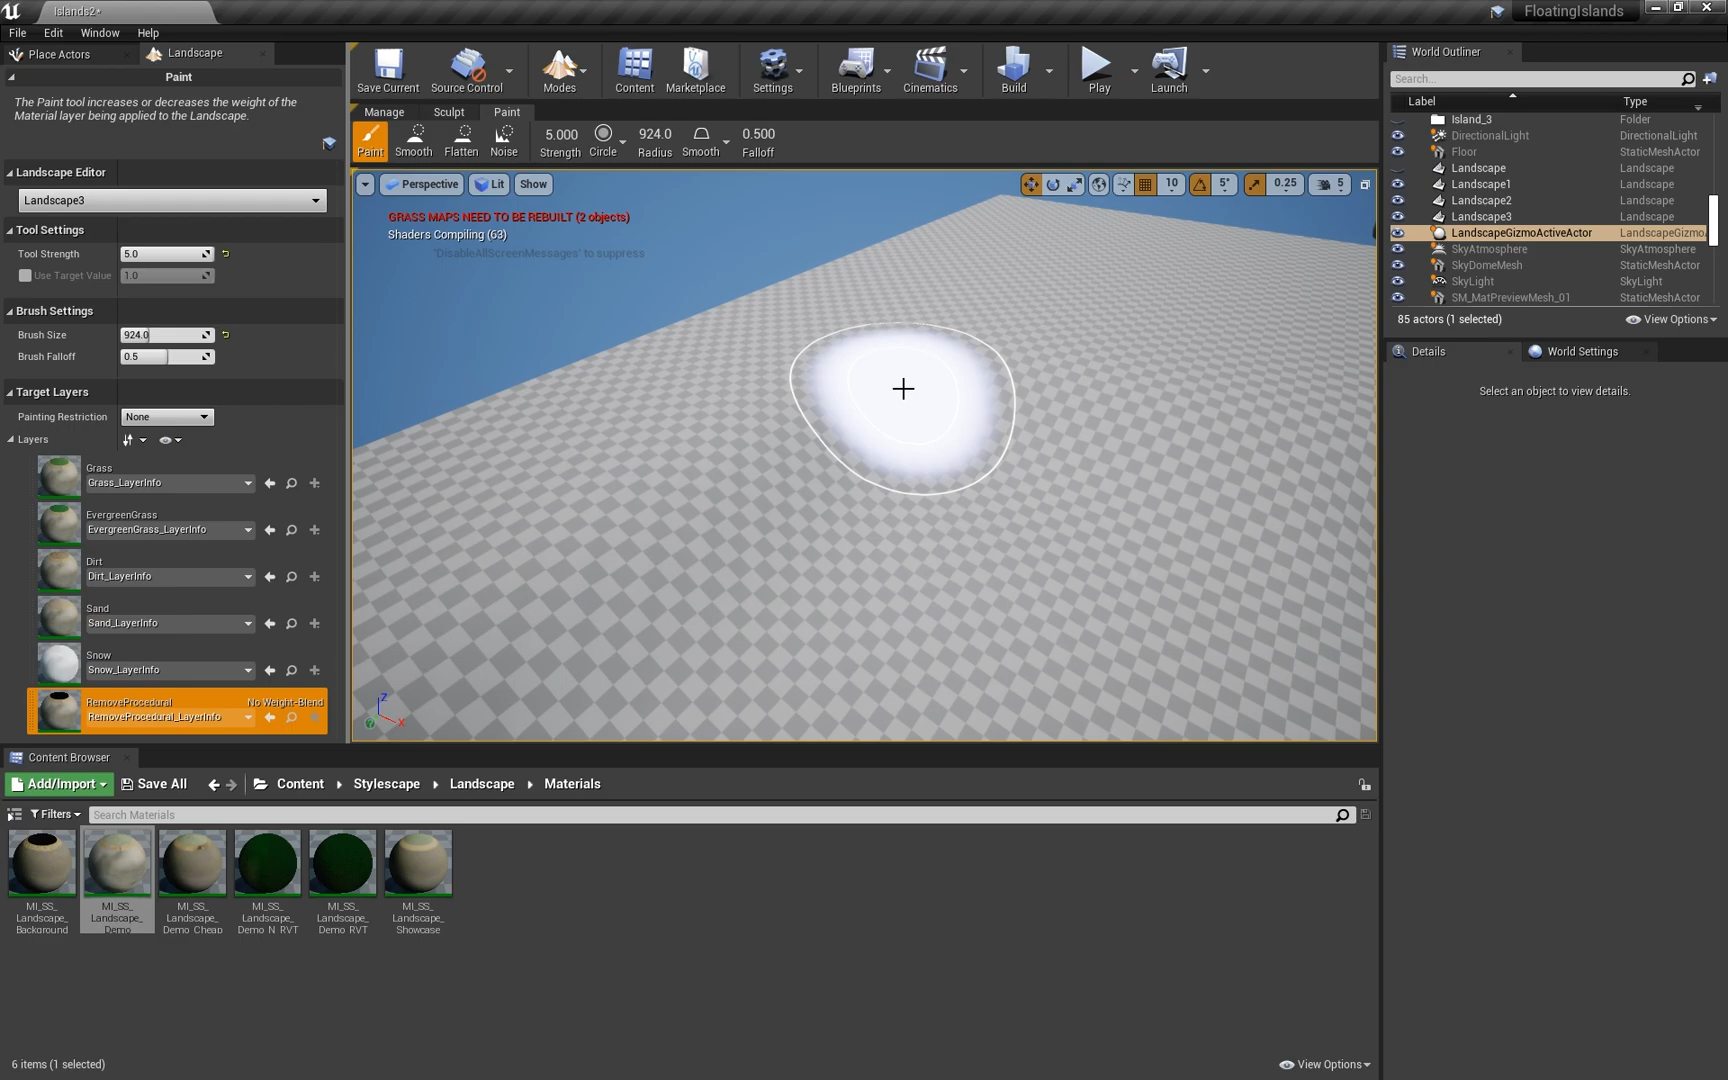 Islands2*
FloatingIslands
File Edit Window Help
Place Actors
Landscape
Paint
The Paint tool increases or decreases the weight of the
Material layer being applied to the Landscape.
Landscape Editor
Landscape3
Tool Settings
Tool Strength 5.0
Use Target Value 1.0
Brush Settings
Brush Size 924.0
Brush Falloff 0.5
Target Layers
Painting Restriction None
Layers
Grass
Grass_LayerInfo
EvergreenGrass
EvergreenGrass_LayerInfo
Dirt
Dirt_LayerInfo
Sand
Sand_LayerInfo
Snow
Snow_LayerInfo
RemoveProcedural No Weight-Blend
RemoveProcedural_LayerInfo
Save Current Source Control Modes Content Marketplace Settings Blueprints Cinematics Build Play Launch
Manage Sculpt Paint
5.000 924.0 0.500
Paint Smooth Flatten Noise Strength Circle Radius Smooth Falloff
Perspective Lit Show 10 5° 0.25 5
GRASS MAPS NEED TO BE REBUILT (2 objects)
Shaders Compiling (63)
'DisableAllScreenMessages' to suppress
Z
X
World Outliner
Search...
Label Type
Island_3 Folder
DirectionalLight DirectionalLight
Floor StaticMeshActor
Landscape Landscape
Landscape1 Landscape
Landscape2 Landscape
Landscape3 Landscape
LandscapeGizmoActiveActor LandscapeGizmo
SkyAtmosphere SkyAtmosphere
SkyDomeMesh StaticMeshActor
SkyLight SkyLight
SM_MatPreviewMesh_01 StaticMeshActor
85 actors (1 selected) View Options
Details World Settings
Select an object to view details.
Content Browser
Add/Import Save All Content Stylescape Landscape Materials
Filters Search Materials
MI_SS_
Landscape_
Background
MI_SS_
Landscape_
Demo
MI_SS_
Landscape_
Demo_Cheap
MI_SS_
Landscape_
Demo_N_RVT
MI_SS_
Landscape_
Demo_RVT
MI_SS_
Landscape_
Showcase
6 items (1 selected) View Options